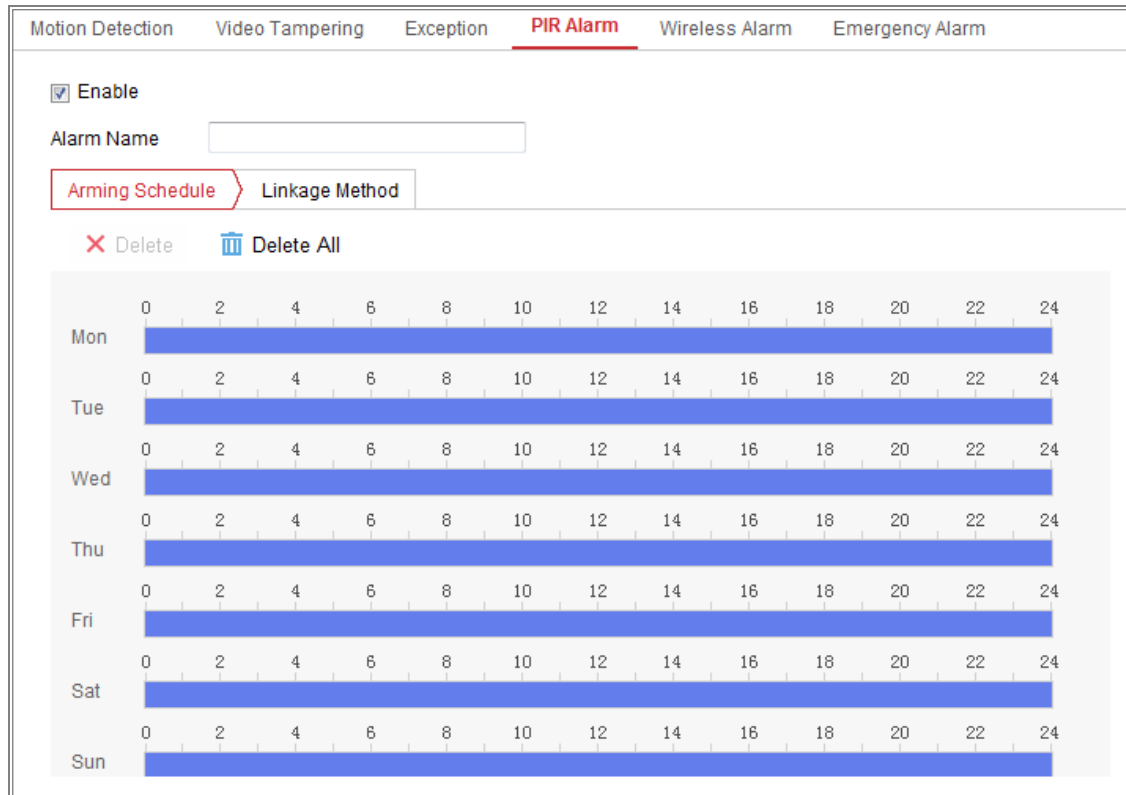 Motion Detection Video Tampering Exception PIR Alarm Wireless Alarm Emergency Alarm
Enable
Alarm Name
Arming Schedule Linkage Method
Delete Delete All
0 2 4 6 8 10 12 14 16 18 20 22 24
Mon
0 2 4 6 8 10 12 14 16 18 20 22 24
Tue
0 2 4 6 8 10 12 14 16 18 20 22 24
Wed
0 2 4 6 8 10 12 14 16 18 20 22 24
Thu
0 2 4 6 8 10 12 14 16 18 20 22 24
Fri
0 2 4 6 8 10 12 14 16 18 20 22 24
Sat
0 2 4 6 8 10 12 14 16 18 20 22 24
Sun